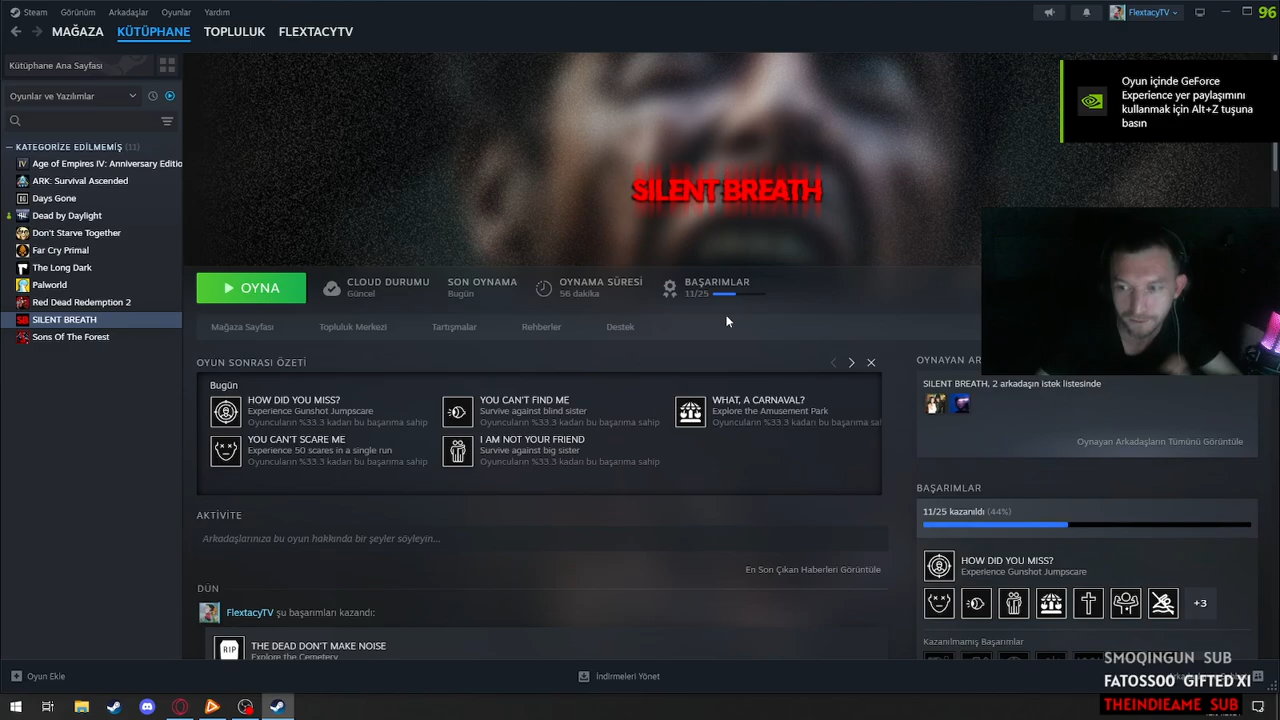 Steam Görünüm Arkadaşlar Oyunlar Yardım
FlextacyTV
96
MAĞAZA KÜTÜPHANE TOPLULUK FLEXTACYTV
Kütüphane Ana Sayfası
Oyunlar ve Yazılımlar
KATEGORİZE EDİLMEMİŞ (11)
Age of Empires IV: Anniversary Editio
ARK: Survival Ascended
Days Gone
Dead by Daylight
Don't Starve Together
Far Cry Primal
The Long Dark
Palworld
Red Dead Redemption 2
SILENT BREATH
Sons Of The Forest
SILENT BREATH
Oyun içinde GeForce
Experience yer paylaşımını
kullanmak için Alt+Z tuşuna
basın
OYNA
CLOUD DURUMU
Güncel
SON OYNAMA
Bugün
OYNAMA SÜRESİ
56 dakika
BAŞARIMLAR
11/25
Mağaza Sayfası Topluluk Merkezi Tartışmalar Rehberler Destek
OYUN SONRASI ÖZETİ
Bugün
HOW DID YOU MISS?
Experience Gunshot Jumpscare
Oyuncuların %33.3 kadarı bu başarıma sahip
YOU CAN'T FIND ME
Survive against blind sister
Oyuncuların %33.3 kadarı bu başarıma sahip
WHAT, A CARNAVAL?
Explore the Amusement Park
Oyuncuların %33.3 kadarı bu başarıma sah
YOU CAN'T SCARE ME
Experience 50 scares in a single run
Oyuncuların %33.3 kadarı bu başarıma sahip
I AM NOT YOUR FRIEND
Survive against big sister
Oyuncuların %33.3 kadarı bu başarıma sahip
AKTİVİTE
Arkadaşlarınıza bu oyun hakkında bir şeyler söyleyin...
En Son Çıkan Haberleri Görüntüle
DÜN
FlextacyTV şu başarımları kazandı:
RIP
THE DEAD DON'T MAKE NOISE
Explore the Cemetery
OYNAYAN AR
SILENT BREATH, 2 arkadaşın istek listesinde
Oynayan Arkadaşların Tümünü Görüntüle
BAŞARIMLAR
11/25 kazanıldı (44%)
HOW DID YOU MISS?
Experience Gunshot Jumpscare
+3
Kazanılmamış Başarımlar
SMOQINGUN SUB
FATOSS00 GIFTED X1
THEINDIEAME SUB
Oyun Ekle
İndirmeleri Yönet